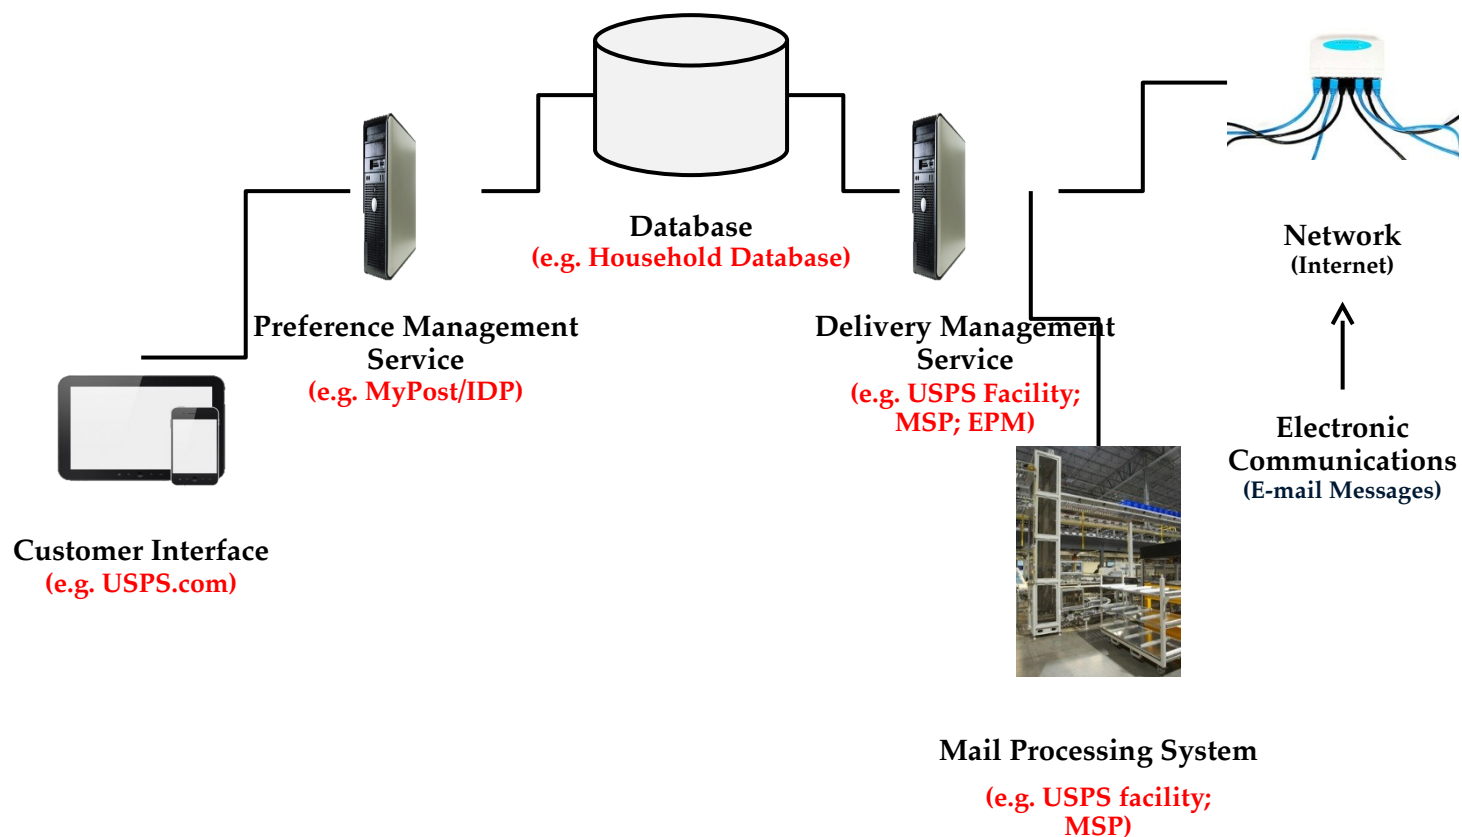 Database
(e.g. Household Database)
Network
(Internet)
Preference Management
Service
(e.g. MyPost/IDP)
Delivery Management
Service
(e.g. USPS Facility;
MSP; EPM)
Electronic
Communications
(E-mail Messages)
Customer Interface
(e.g. USPS.com)
Mail Processing System
(e.g. USPS facility;
MSP)